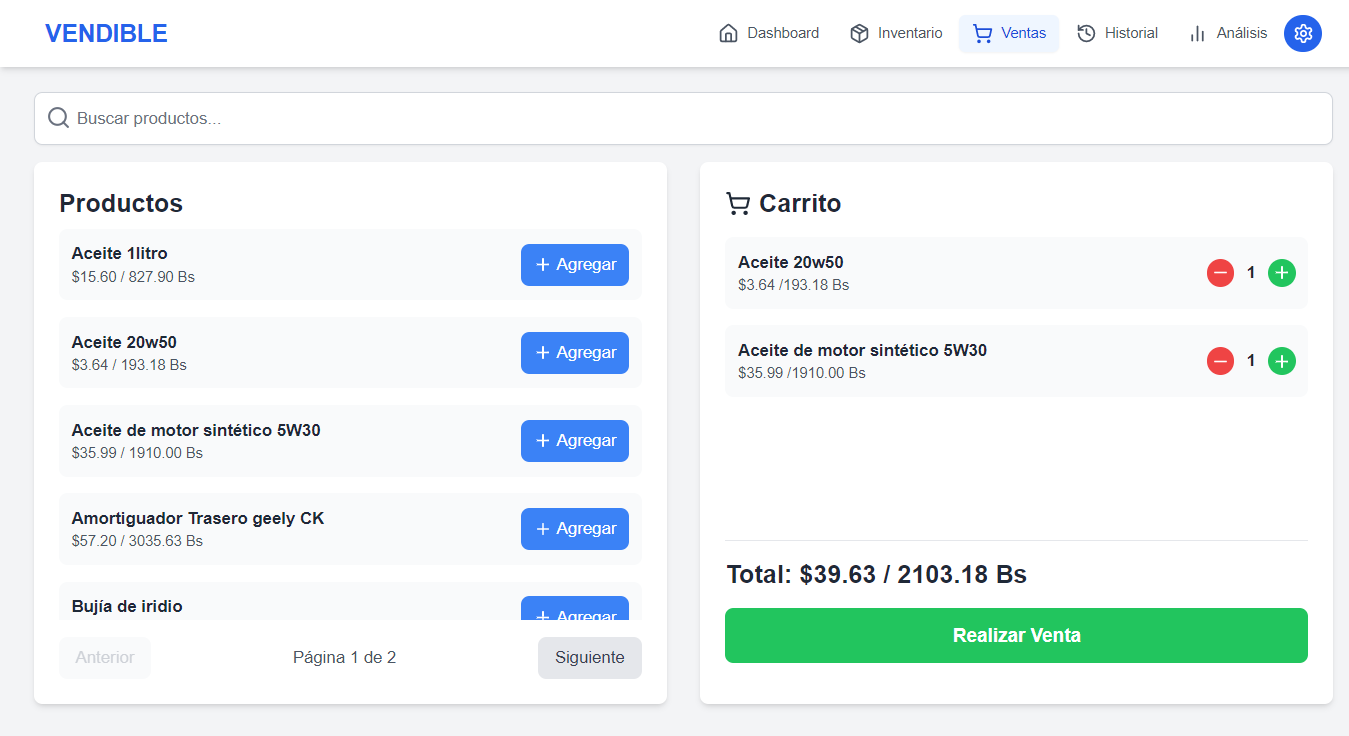 VENDIBLE
Dashboard
Inventario
Ventas
Historial
Análisis
Buscar productos...
Productos
Aceite 1litro
$15.60 / 827.90 Bs
+ Agregar
Aceite 20w50
$3.64 / 193.18 Bs
+ Agregar
Aceite de motor sintético 5W30
$35.99 / 1910.00 Bs
+ Agregar
Amortiguador Trasero geely CK
$57.20 / 3035.63 Bs
+ Agregar
Bujía de iridio
+ Agregar
Anterior
Página 1 de 2
Siguiente
Carrito
Aceite 20w50
$3.64 /193.18 Bs
1
Aceite de motor sintético 5W30
$35.99 /1910.00 Bs
1
Total: $39.63 / 2103.18 Bs
Realizar Venta